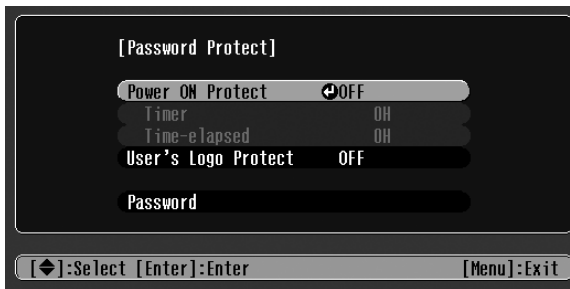 [Password Protect]
Power ON Protect OFF
Timer 0H
Time-elapsed 0H
User's Logo Protect OFF
Password
[◆]:Select [Enter]:Enter [Menu]:Exit